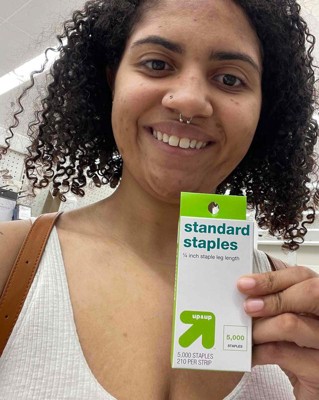 standard
staples
¼ inch staple leg length
up&up
5,000
STAPLES
5,000 STAPLES
210 PER STRIP